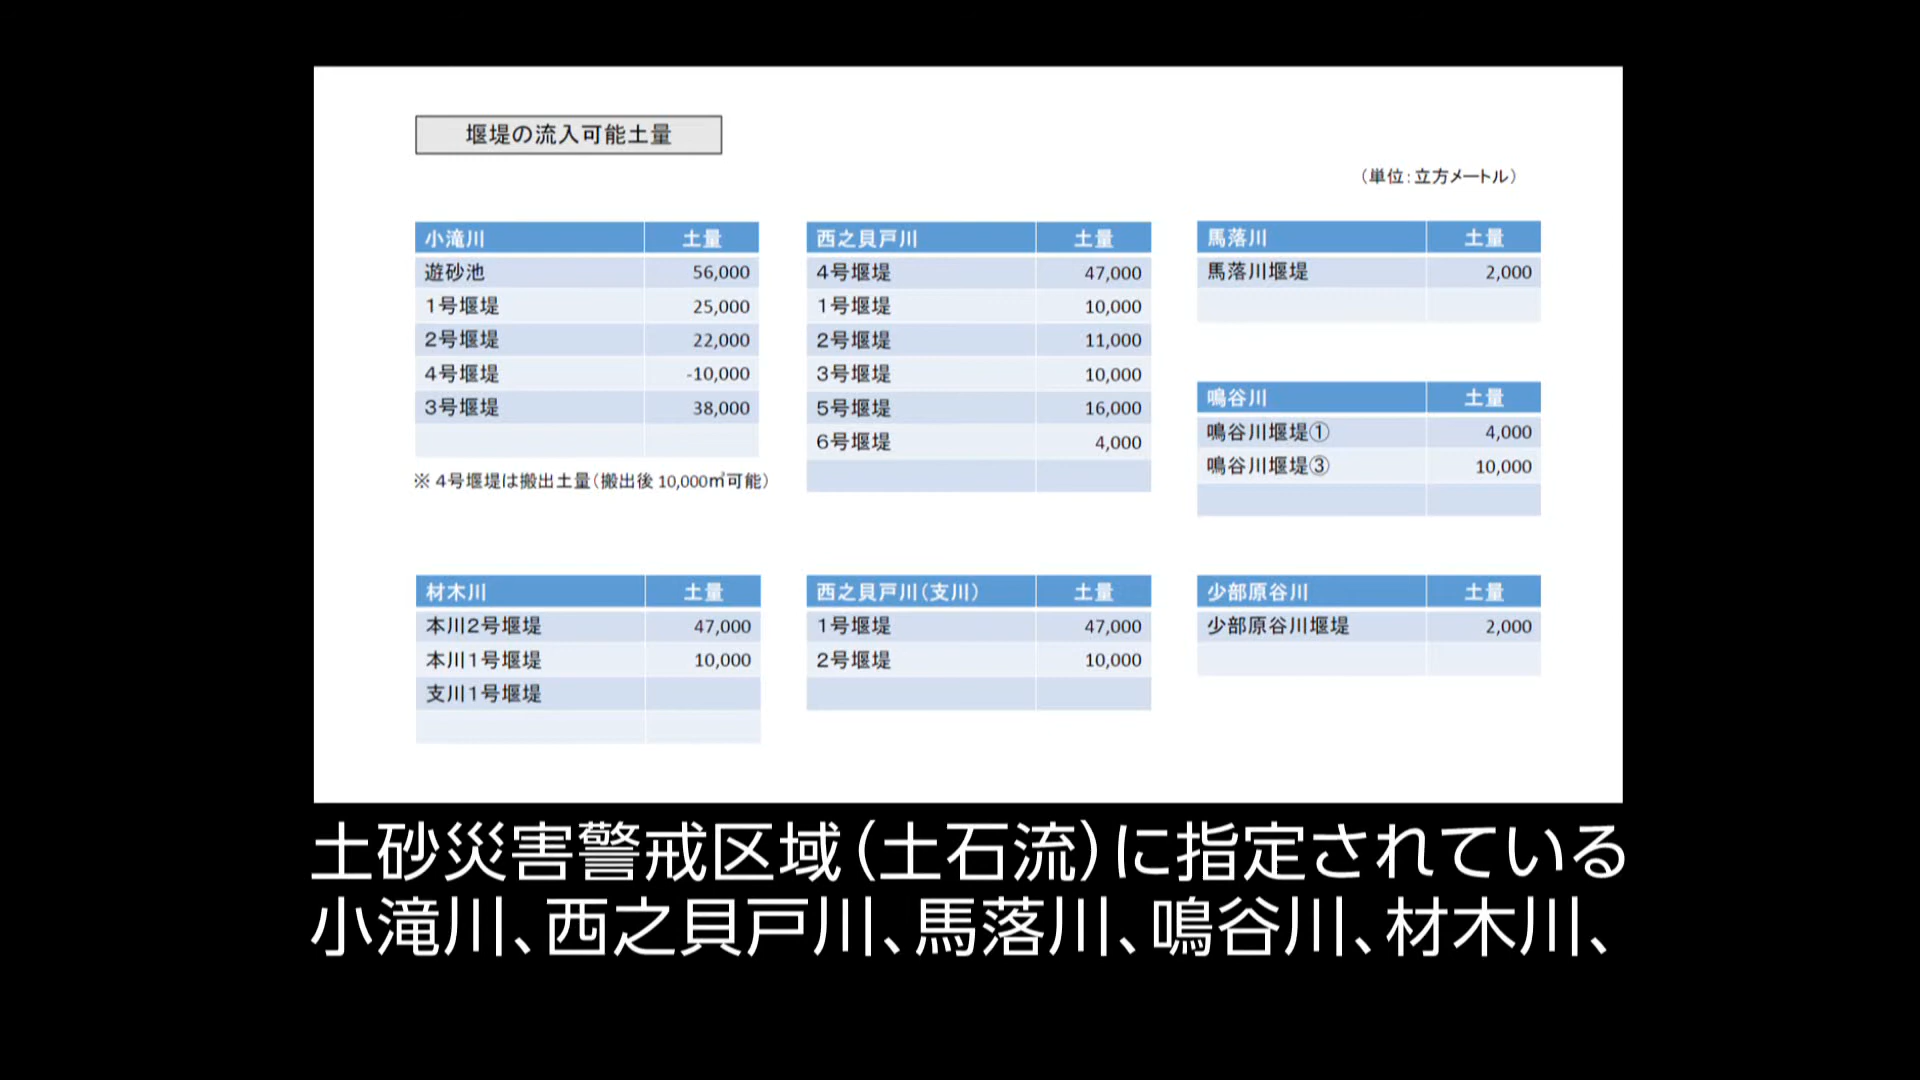 堰堤の流入可能土量
（単位：立方メートル）
小滝川 土量
遊砂池 56,000
1号堰堤 25,000
2号堰堤 22,000
4号堰堤 -10,000
3号堰堤 38,000
※４号堰堤は搬出土量（搬出後 10,000㎥可能）
西之貝戸川 土量
4号堰堤 47,000
1号堰堤 10,000
2号堰堤 11,000
3号堰堤 10,000
5号堰堤 16,000
6号堰堤 4,000
馬落川 土量
馬落川堰堤 2,000
鳴谷川 土量
鳴谷川堰堤① 4,000
鳴谷川堰堤③ 10,000
材木川 土量
本川2号堰堤 47,000
本川1号堰堤 10,000
支川1号堰堤
西之貝戸川（支川） 土量
1号堰堤 47,000
2号堰堤 10,000
少部原谷川 土量
少部原谷川堰堤 2,000
土砂災害警戒区域（土石流）に指定されている
小滝川、西之貝戸川、馬落川、鳴谷川、材木川、